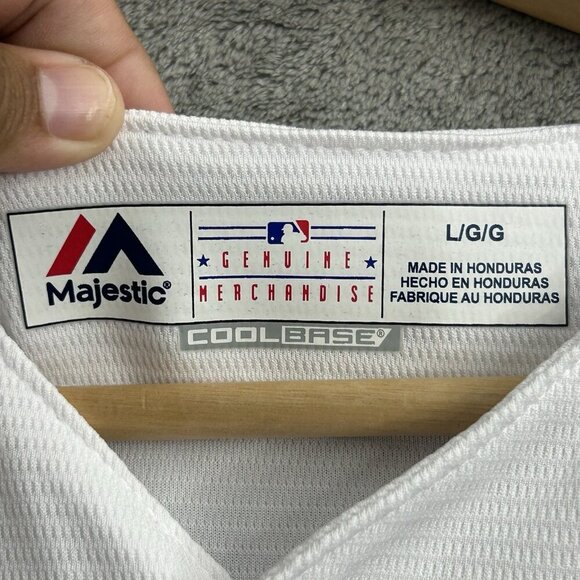 Majestic®
GENUINE
MERCHANDISE
L/G/G
MADE IN HONDURAS
HECHO EN HONDURAS
FABRIQUE AU HONDURAS
COOLBASE®